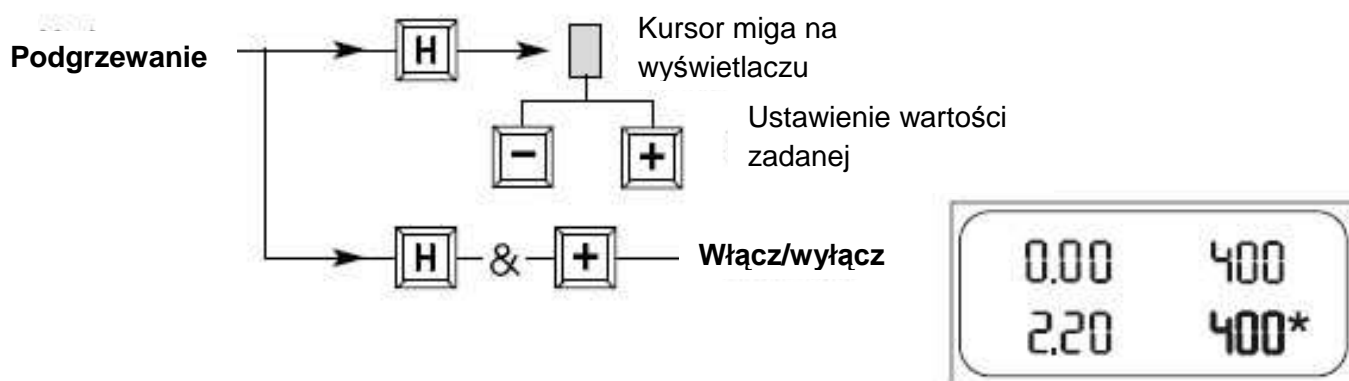 Podgrzewanie
H
Kursor miga na
wyświetlaczu
- +
Ustawienie wartości
zadanej
H & +
Włącz/wyłącz
0.00 400
2.20 400*